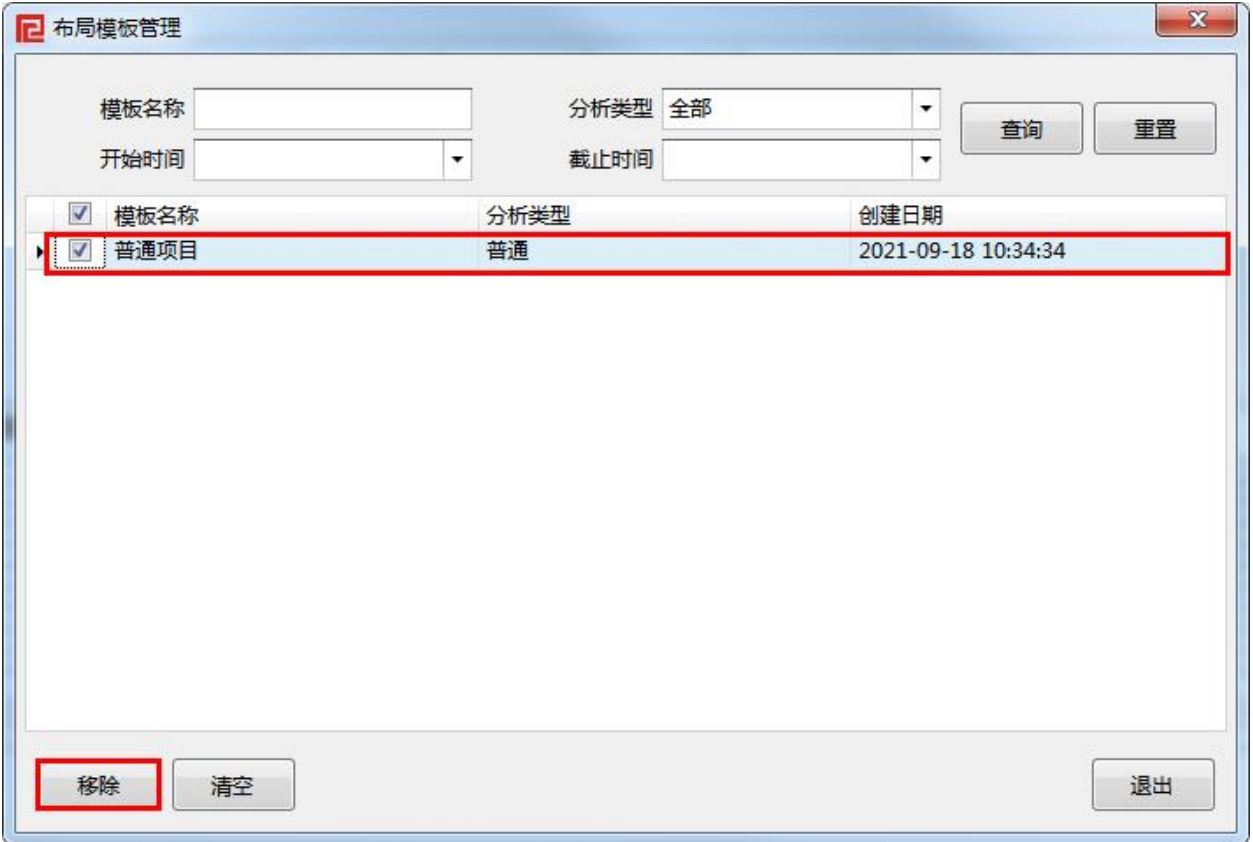 布局模板管理
模板名称 分析类型 全部 查询 重置
开始时间 截止时间
模板名称 分析类型 创建日期
普通项目 普通 2021-09-18 10:34:34
移除 清空 退出